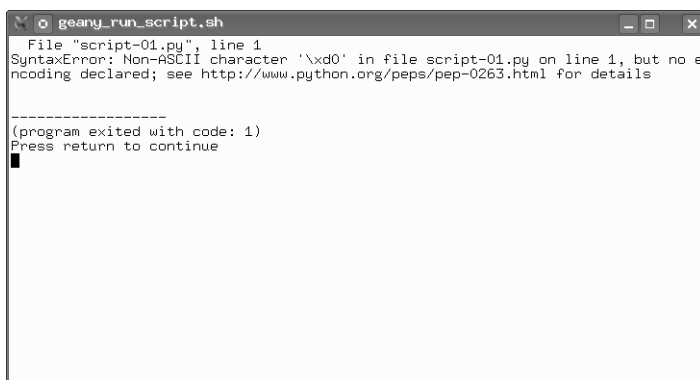 geany_run_script.sh
File "script-01.py", line 1
SyntaxError: Non-ASCII character '\xd0' in file script-01.py on line 1, but no e
ncoding declared; see http://www.python.org/peps/pep-0263.html for details
------------------
(program exited with code: 1)
Press return to continue